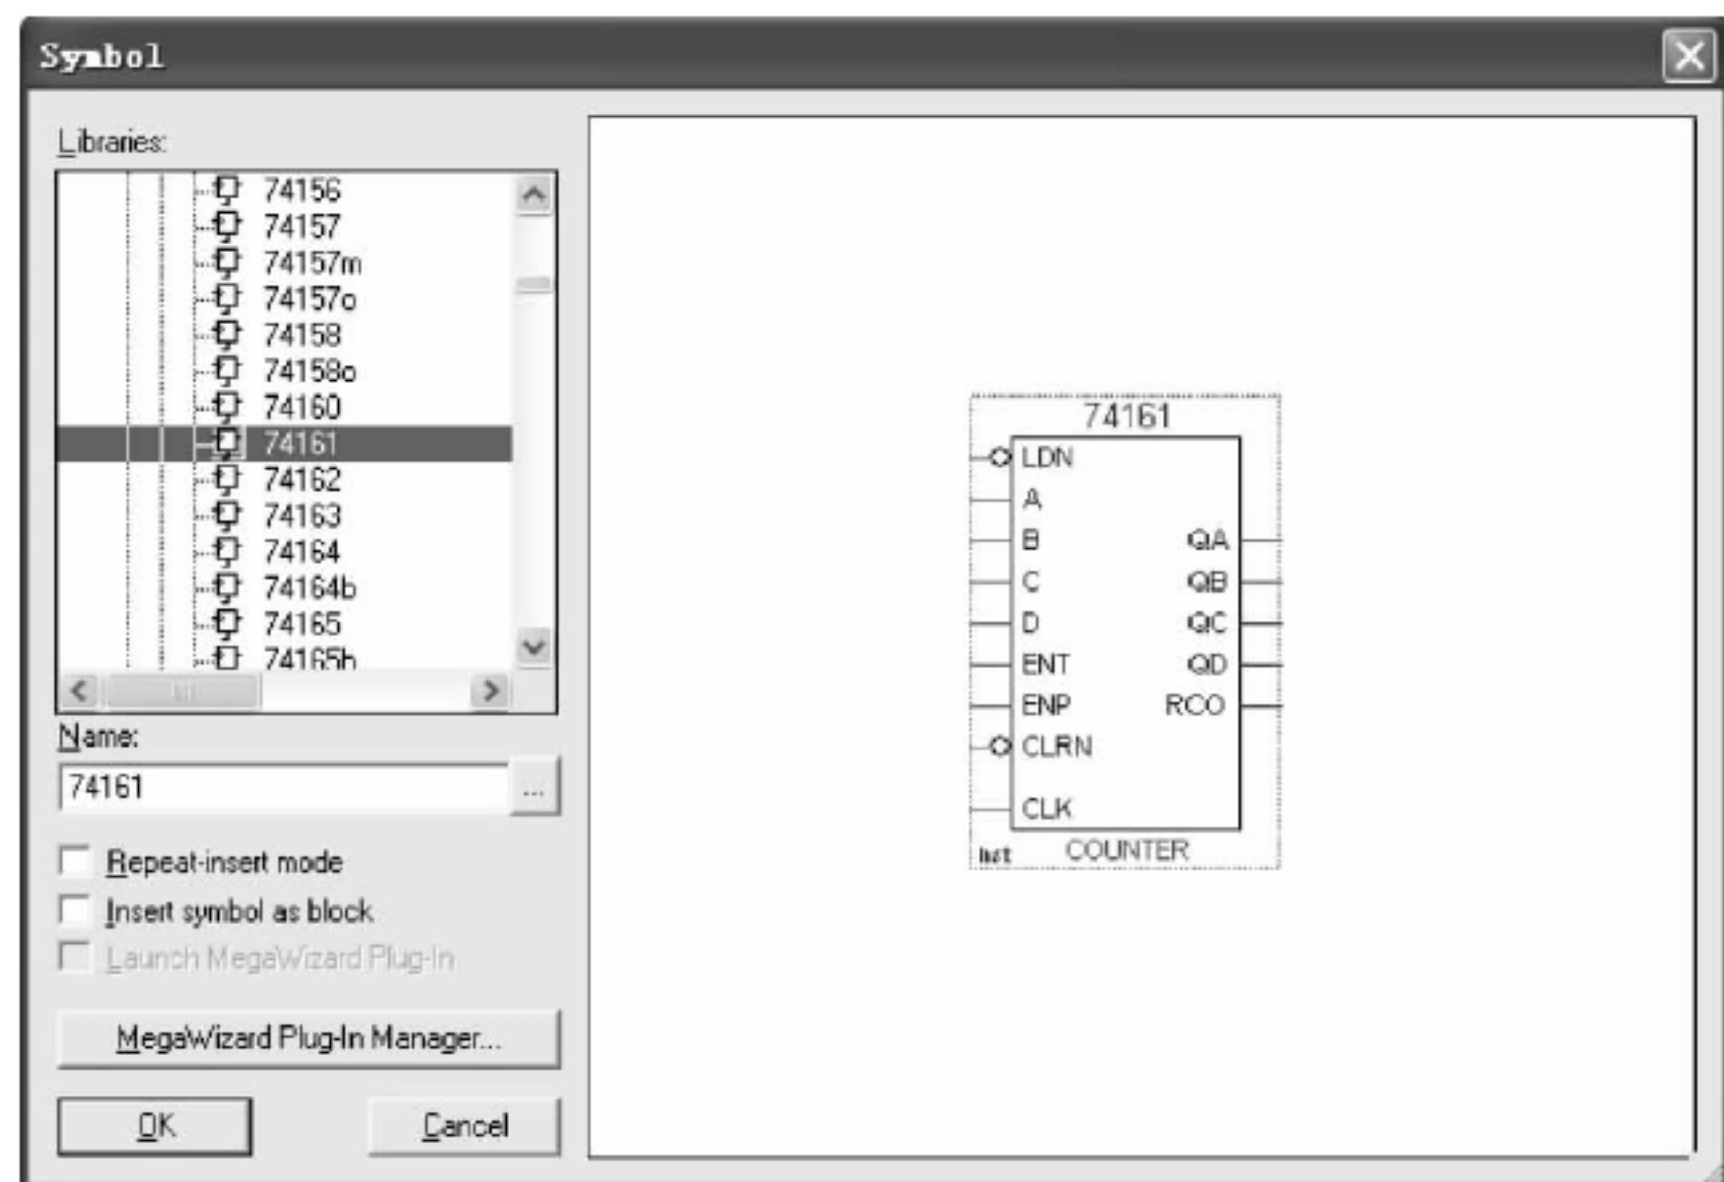 Symbol
Libraries:
74156
74157
74157m
74157o
74158
74158o
74160
74161
74162
74163
74164
74164b
74165
74165b
Name:
74161
...
Repeat-insert mode
Insert symbol as block
Launch MegaWizard Plug-In
MegaWizard Plug-In Manager...
OK
Cancel
74161
LDN
A
B QA
C QB
D QC
ENT QD
ENP RCO
CLRN
CLK
inst COUNTER